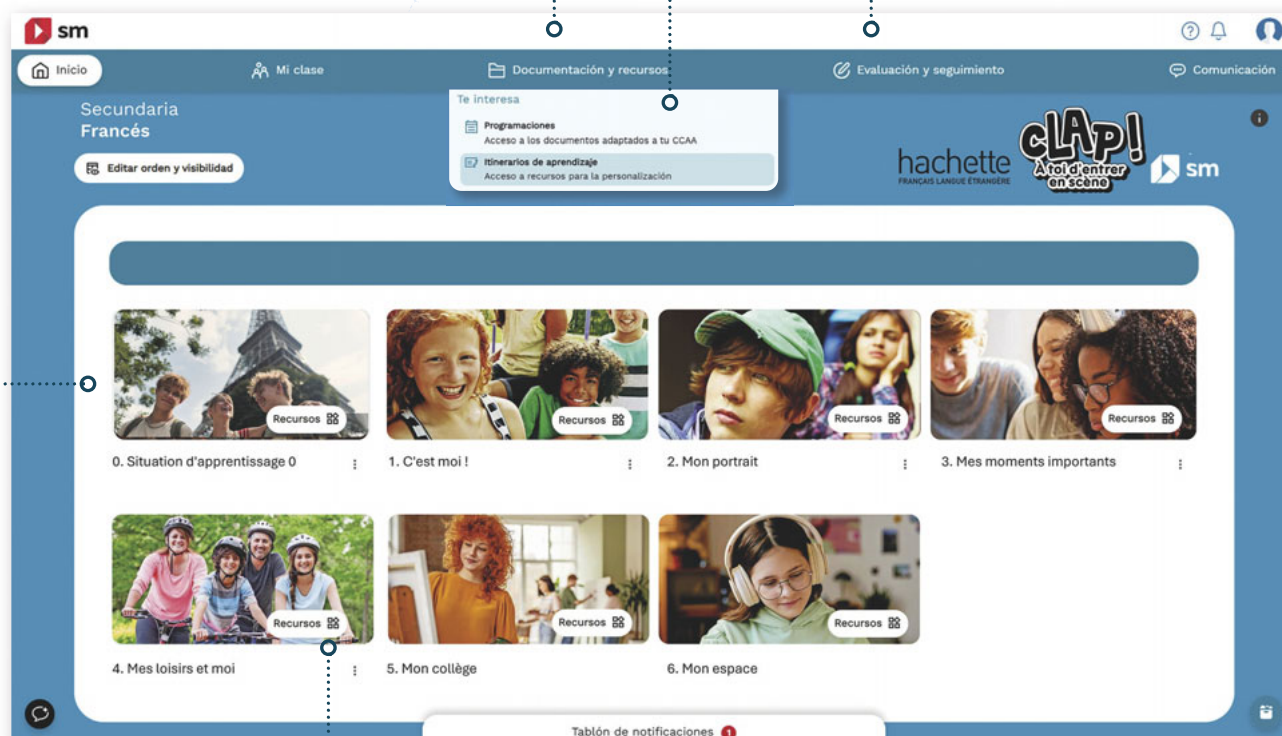 sm
Inicio
Mi clase
Documentación y recursos
Evaluación y seguimiento
Comunicación
Te interesa
Programaciones
Acceso a los documentos adaptados a tu CCAA
Itinerarios de aprendizaje
Acceso a recursos para la personalización
Secundaria
Francés
Editar orden y visibilidad
hachette
FRANÇAIS LANGUE ÉTRANGÈRE
CLAP!
À toi d'entrer
en scène
sm
Recursos
Recursos
Recursos
Recursos
0. Situation d'apprentissage 0
1. C'est moi !
2. Mon portrait
3. Mes moments importants
Recursos
Recursos
Recursos
4. Mes loisirs et moi
5. Mon collège
6. Mon espace
Tablón de notificaciones 1